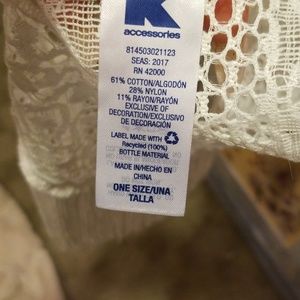 K
accessories
814503021123
SEAS: 2017
RN 42000
61% COTTON/ALGODÓN
28% NYLON
11% RAYON/RAYÓN
EXCLUSIVE OF
DECORATION/EXCLUSIVO
DE DECORACIÓN
LABEL MADE WITH
Recycled (100%)
BOTTLE MATERIAL
MADE IN/HECHO EN
CHINA
ONE SIZE/UNA
TALLA